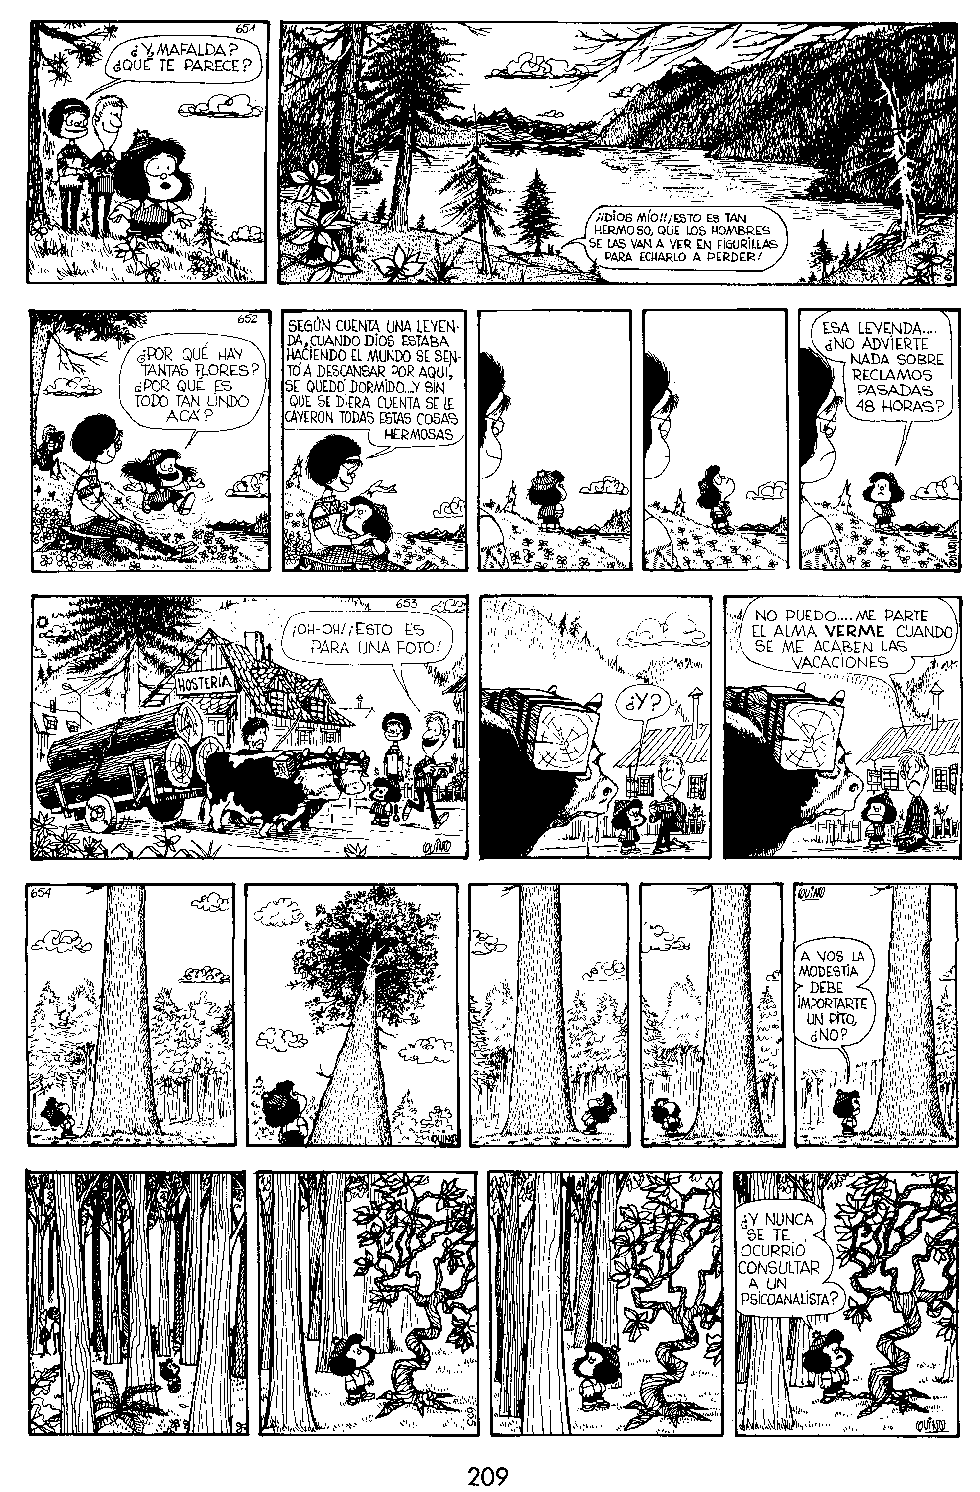 651
¿Y, MAFALDA?
¿QUÉ TE PARECE?
¡¡DIOS MÍO!!, ¡ESTO ES TAN
HERMOSO, QUE LOS HOMBRES
SE LAS VAN A VER EN FIGURILLAS
PARA ECHARLO A PERDER!
652
¿POR QUÉ HAY
TANTAS FLORES?
¿POR QUÉ ES
TODO TAN LINDO
ACÁ?
SEGÚN CUENTA UNA LEYEN-
DA, CUANDO DIOS ESTABA
HACIENDO EL MUNDO SE SEN-
TÓ A DESCANSAR POR AQUÍ,
SE QUEDÓ DORMIDO...Y SIN
QUE SE DIERA CUENTA SE LE
CAYERON TODAS ESTAS COSAS
HERMOSAS
ESA LEYENDA....
¿NO ADVIERTE
NADA SOBRE
RECLAMOS
PASADAS
48 HORAS?
QUINO
653
¡OH-OH! ¡ESTO ES
PARA UNA FOTO!
HOSTERÍA
QUINO
¿Y?
NO PUEDO....ME PARTE
EL ALMA VERME CUANDO
SE ME ACABEN LAS
VACACIONES
654
QUINO
QUINO
A VOS LA
MODESTIA
DEBE
IMPORTARTE
UN PITO,
¿NO?
655
¿Y NUNCA
SE TE
OCURRIÓ
CONSULTAR
A UN
PSICOANALISTA?
QUINO
209